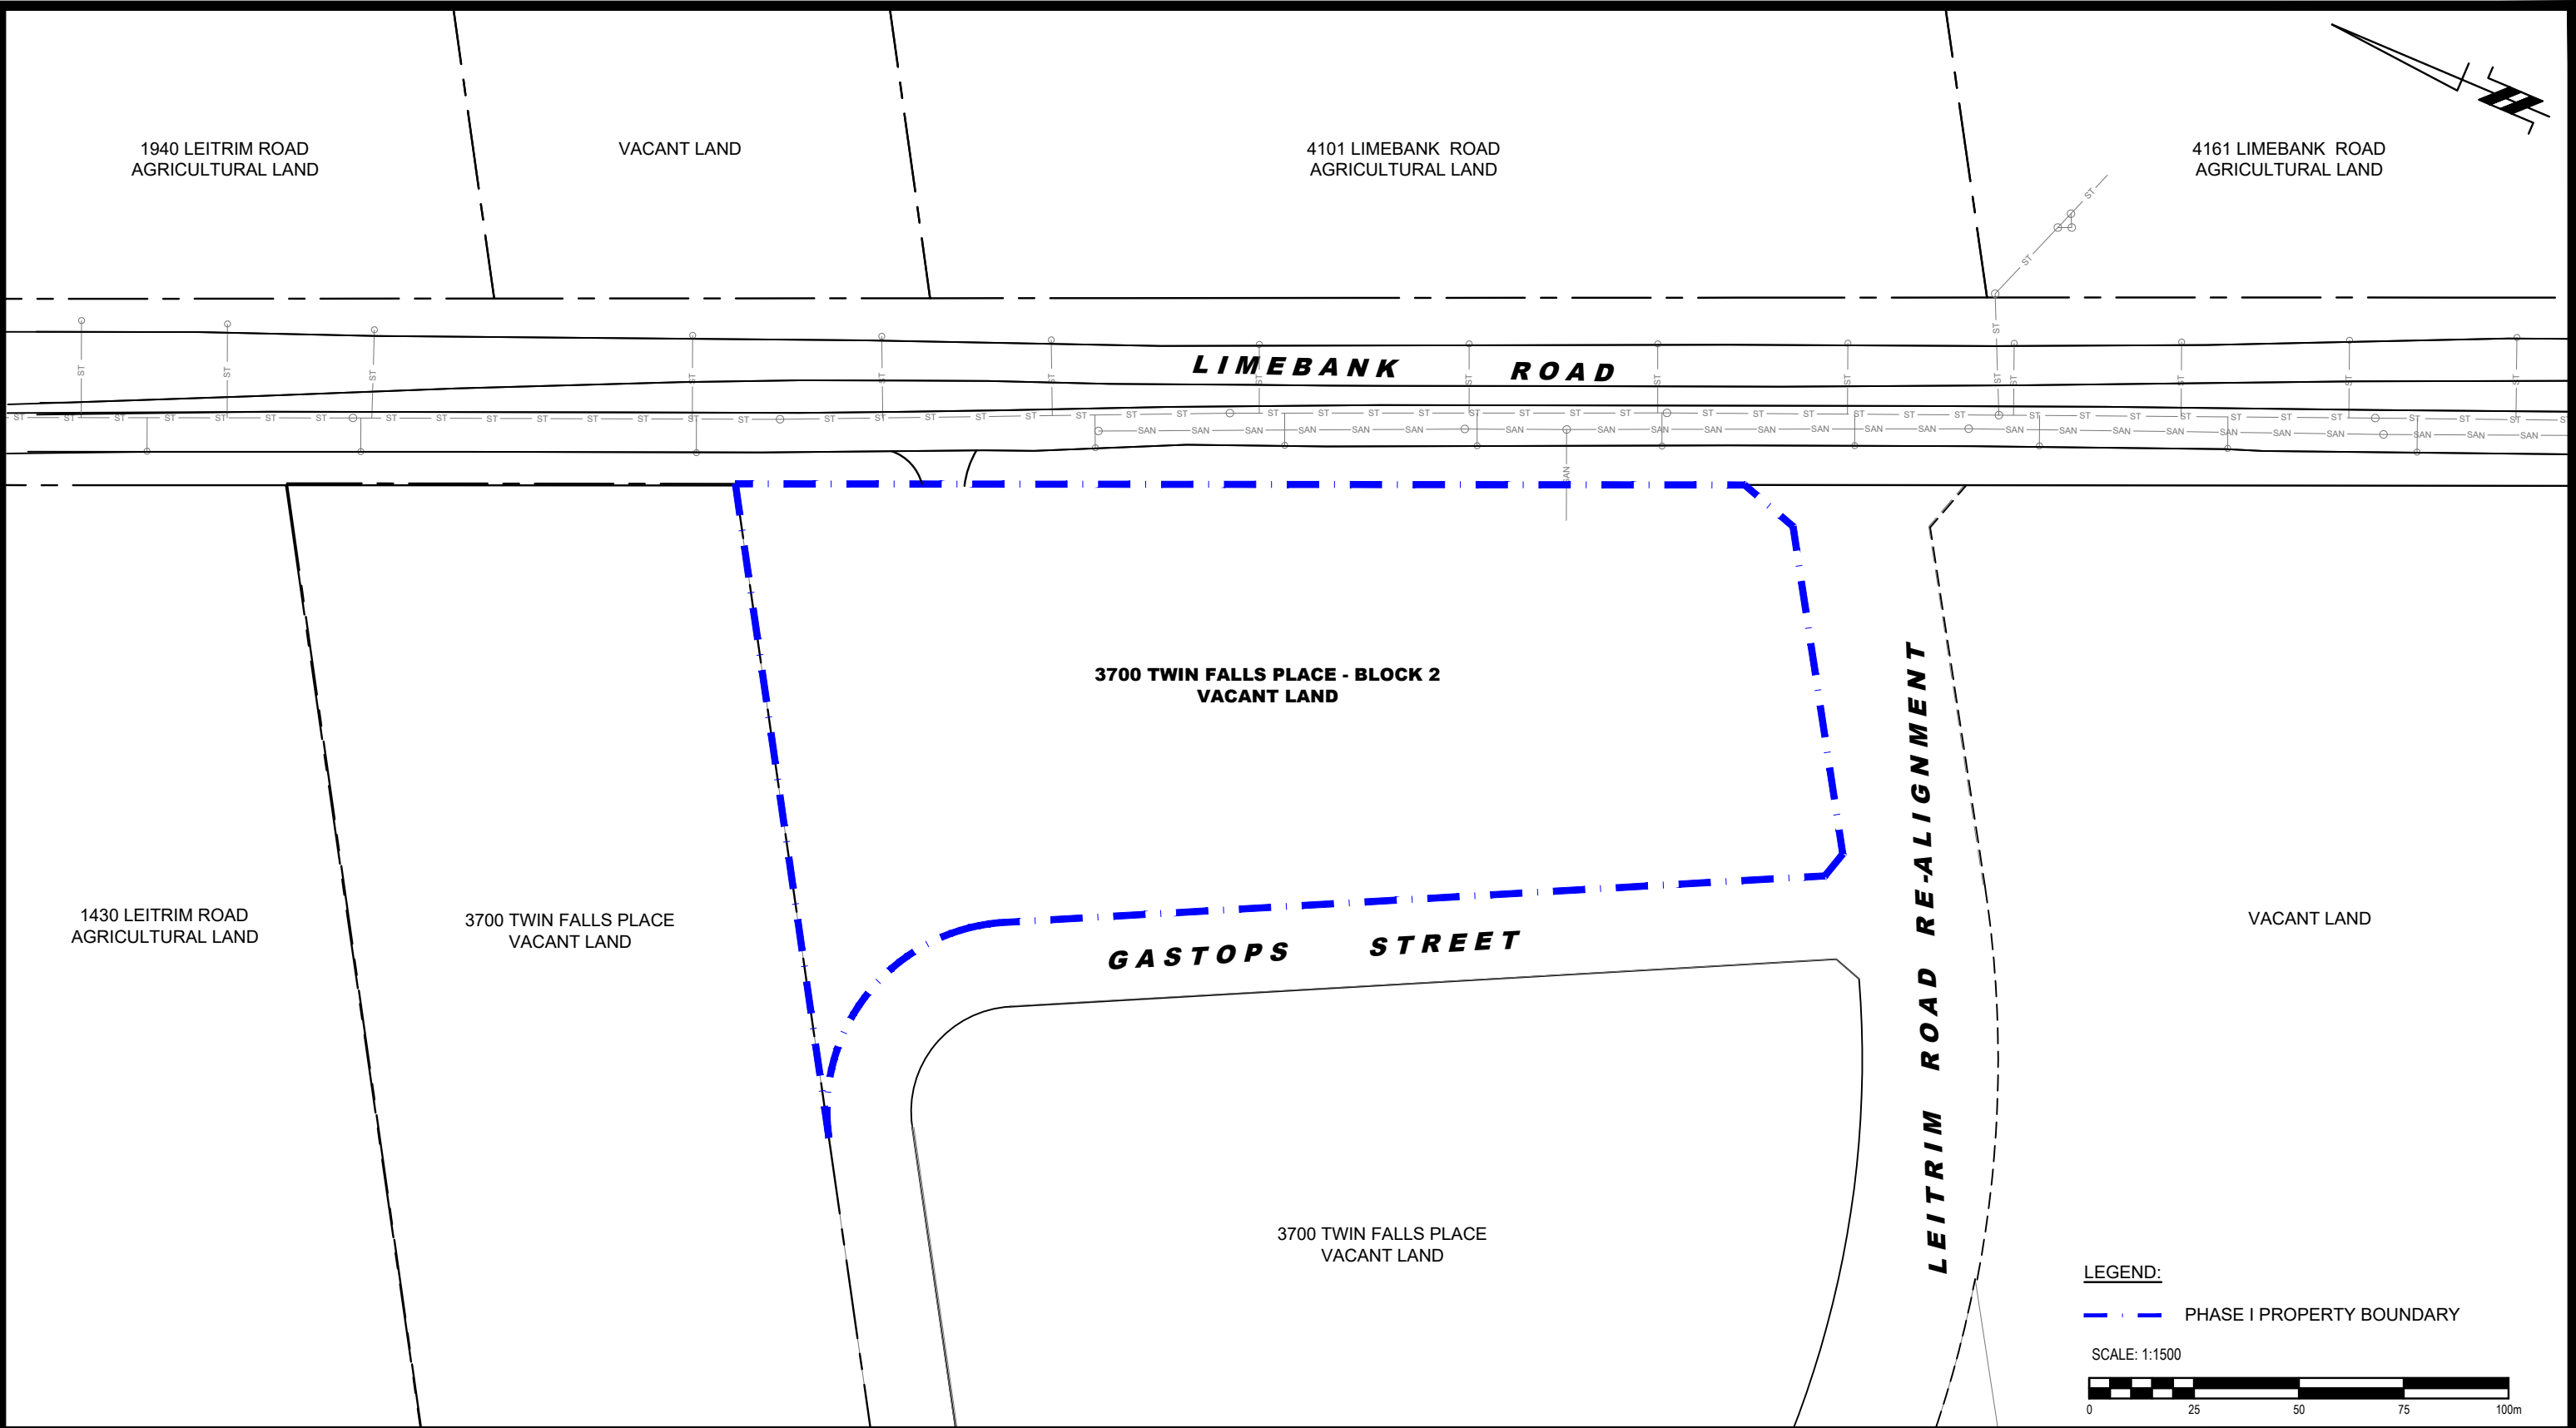 1940 LEITRIM ROAD
AGRICULTURAL LAND
VACANT LAND
4101 LIMEBANK ROAD
AGRICULTURAL LAND
4161 LIMEBANK ROAD
AGRICULTURAL LAND
LIMEBANK ROAD
3700 TWIN FALLS PLACE - BLOCK 2
VACANT LAND
LEITRIM ROAD RE-ALIGNMENT
1430 LEITRIM ROAD
AGRICULTURAL LAND
3700 TWIN FALLS PLACE
VACANT LAND
VACANT LAND
GASTOPS STREET
3700 TWIN FALLS PLACE
VACANT LAND
LEGEND:
PHASE I PROPERTY BOUNDARY
SCALE: 1:1500
0 25 50 75 100m